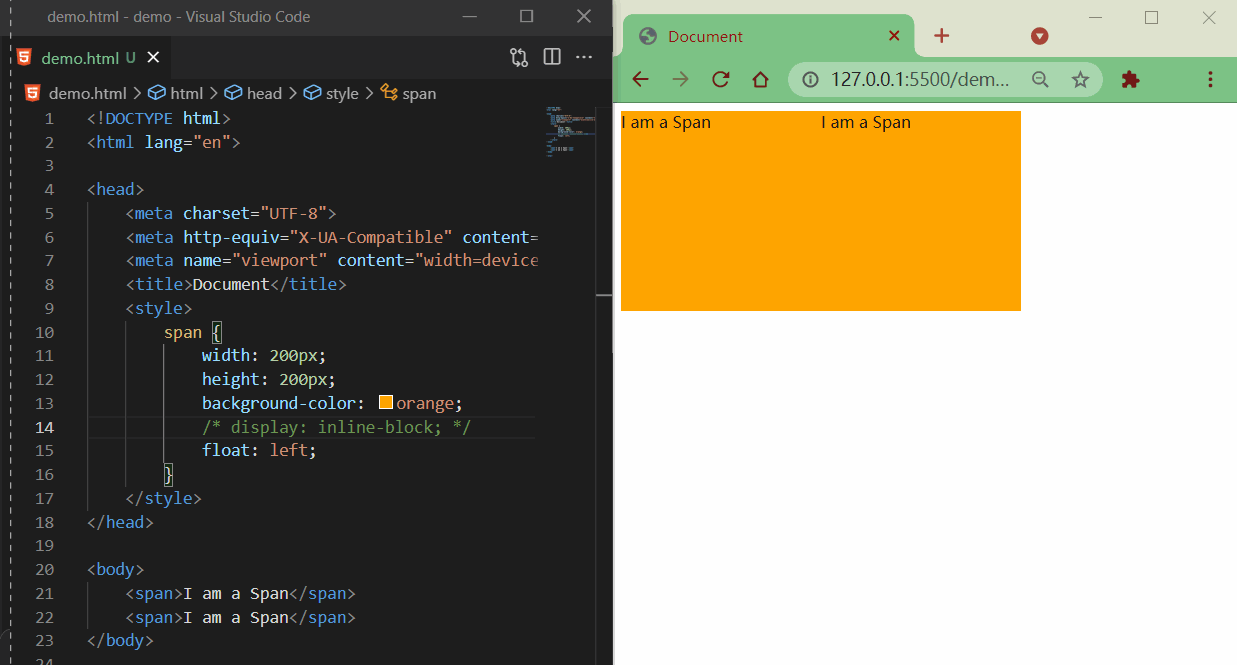 demo.html - demo - Visual Studio Code
demo.html U
demo.html > html > head > style > span
1 <!DOCTYPE html>
2 <html lang="en">
3
4 <head>
5 <meta charset="UTF-8">
6 <meta http-equiv="X-UA-Compatible" content=
7 <meta name="viewport" content="width=device
8 <title>Document</title>
9 <style>
10 span {
11 width: 200px;
12 height: 200px;
13 background-color: orange;
14 /* display: inline-block; */
15 float: left;
16 }
17 </style>
18 </head>
19
20 <body>
21 <span>I am a Span</span>
22 <span>I am a Span</span>
23 </body>
24
Document
127.0.0.1:5500/dem...
I am a Span I am a Span